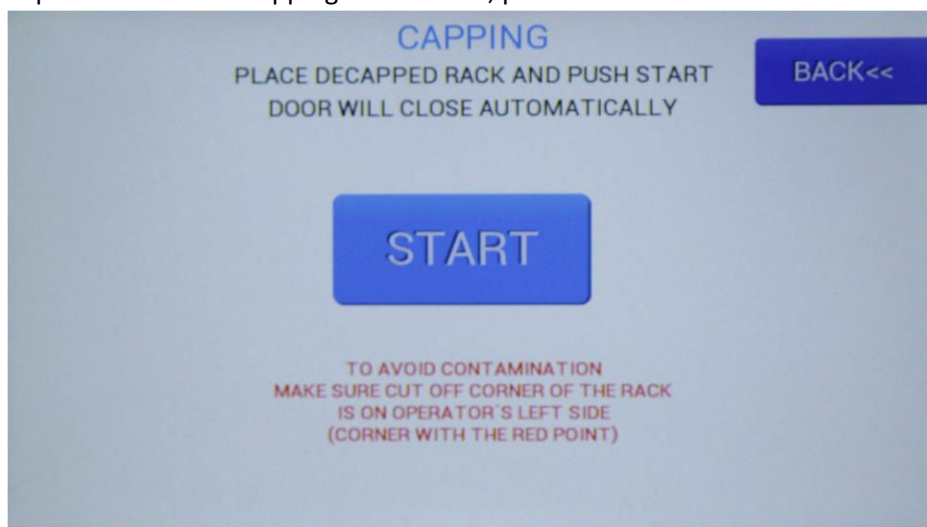 CAPPING
PLACE DECAPPED RACK AND PUSH START
DOOR WILL CLOSE AUTOMATICALLY
BACK<<
START
TO AVOID CONTAMINATION
MAKE SURE CUT OFF CORNER OF THE RACK
IS ON OPERATOR`S LEFT SIDE
(CORNER WITH THE RED POINT)